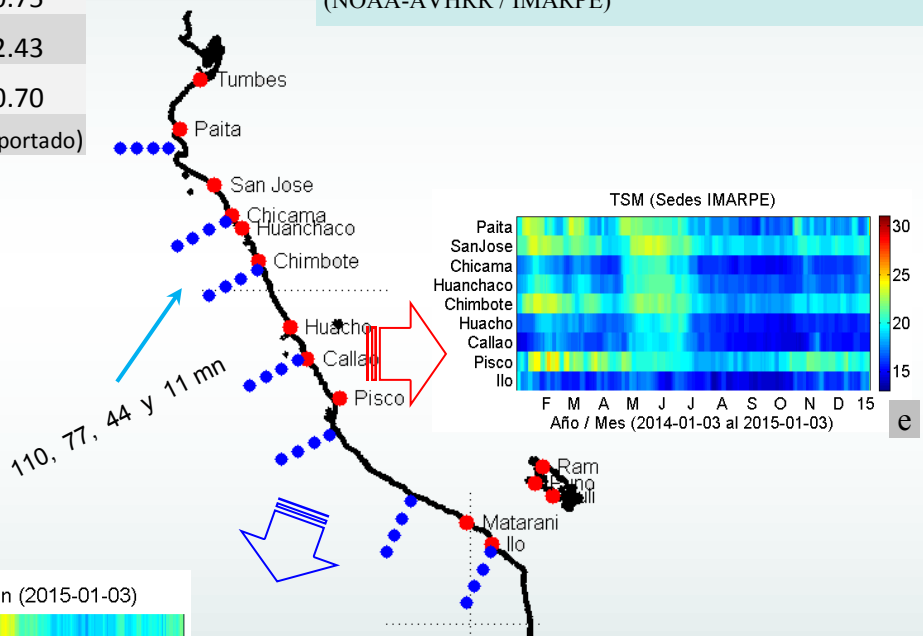 (NOAA-AVHRR / IMARPE)
2.43
0.70
portado)
Tumbes
Paita
San Jose
Chicama
Huanchaco
Chimbote
Huacho
Callao
Pisco
110, 77, 44 y 11 mn
Ram
Matarani
Ilo
TSM (Sedes IMARPE)
Paita
SanJose
Chicama
Huanchaco
Chimbote
Huacho
Callao
Pisco
Ilo
30
25
20
15
F M A M J J A S O N D 15
Año / Mes (2014-01-03 al 2015-01-03)
e
n (2015-01-03)